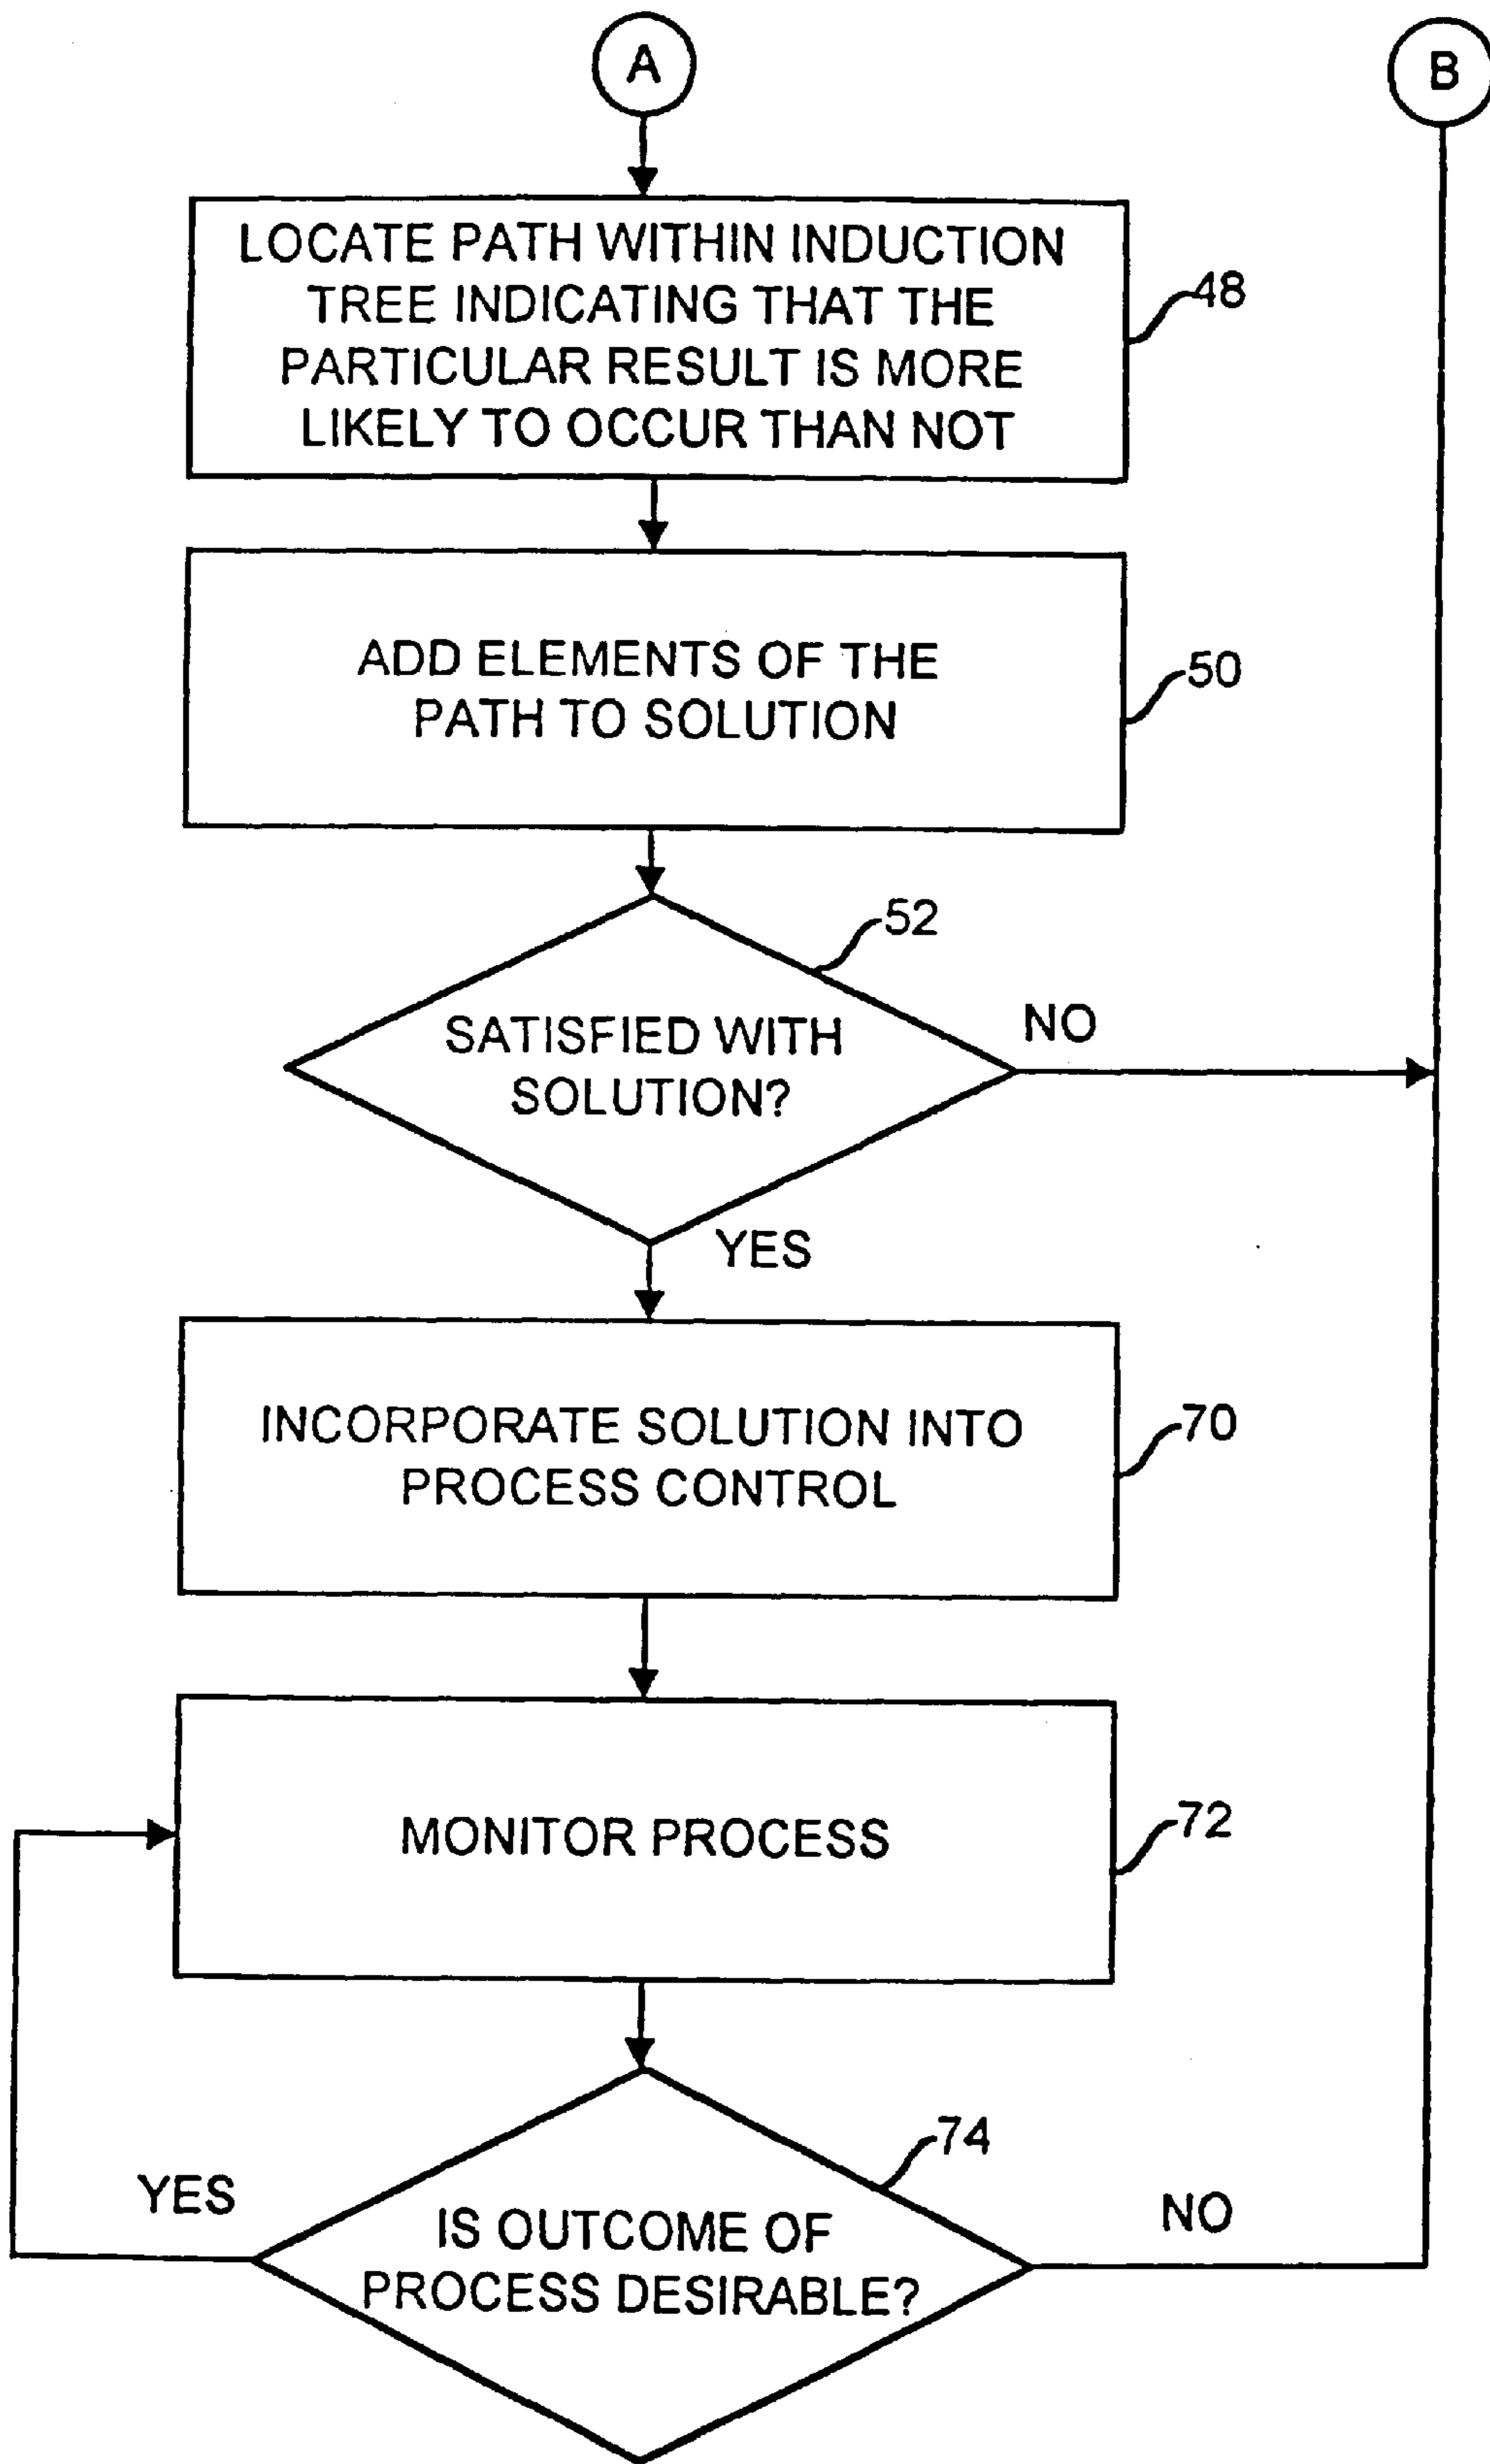 A
B
LOCATE PATH WITHIN INDUCTION
TREE INDICATING THAT THE
PARTICULAR RESULT IS MORE
LIKELY TO OCCUR THAN NOT
48
ADD ELEMENTS OF THE
PATH TO SOLUTION
50
52
SATISFIED WITH
SOLUTION?
NO
YES
INCORPORATE SOLUTION INTO
PROCESS CONTROL
70
MONITOR PROCESS
72
74
YES
IS OUTCOME OF
PROCESS DESIRABLE?
NO